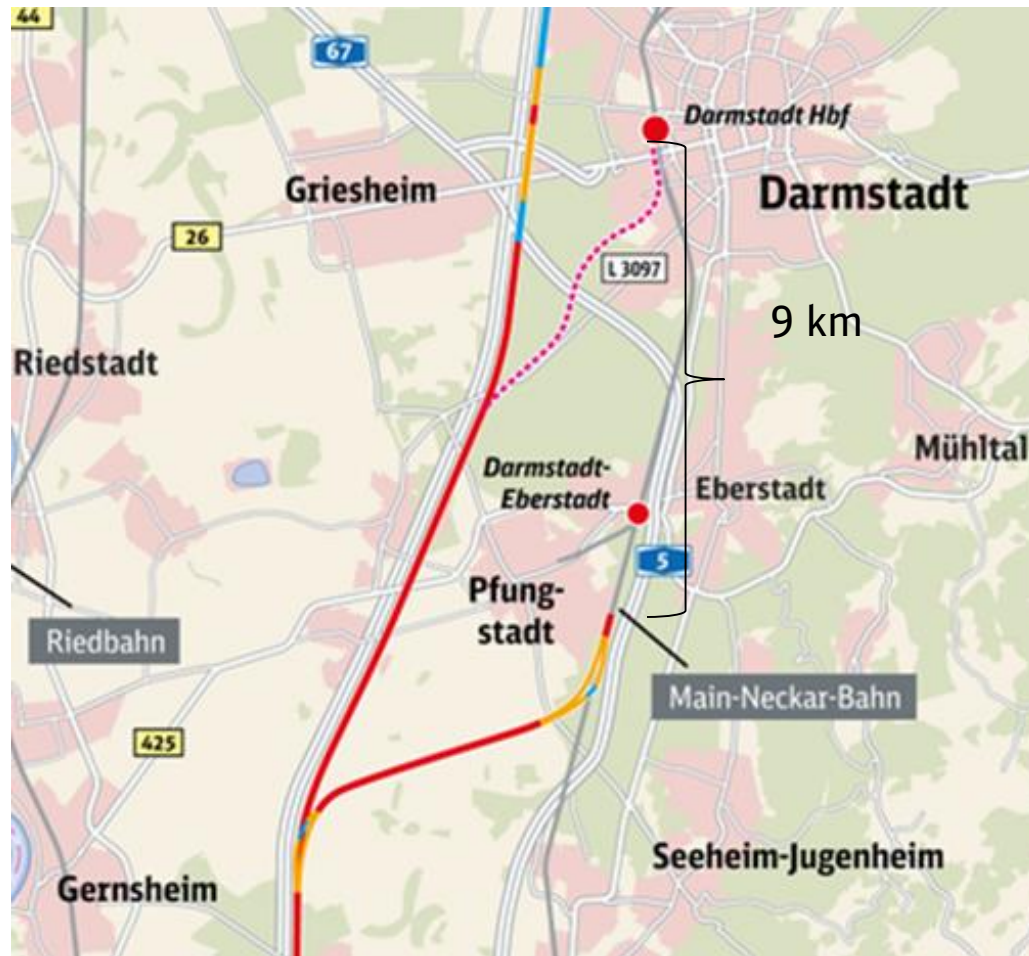 44
67
Darmstadt Hbf
Griesheim
Darmstadt
26
L 3097
9 km
Riedstadt
Mühltal
Darmstadt-
Eberstadt
Eberstadt
5
Pfung-
stadt
Riedbahn
Main-Neckar-Bahn
425
Seeheim-Jugenheim
Gernsheim